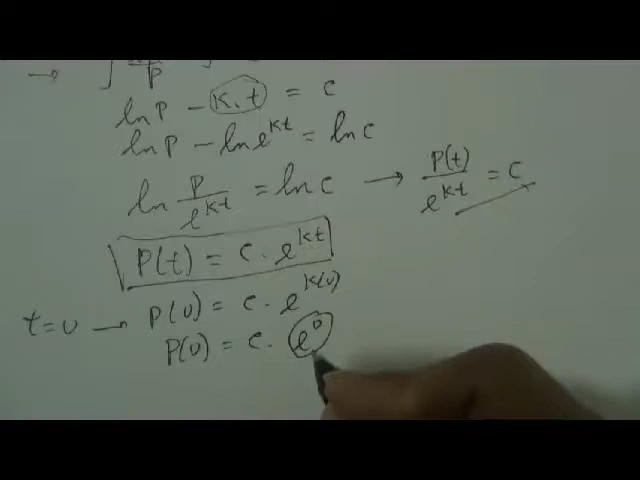 → ∫ P
ln P - k.t = c
ln P - ln e^kt = ln c
ln P/e^kt = ln c → P(t)/e^kt = c
P(t) = c . e^kt
t=0 → P(0) = c . e^k(0)
P(0) = c . e^0